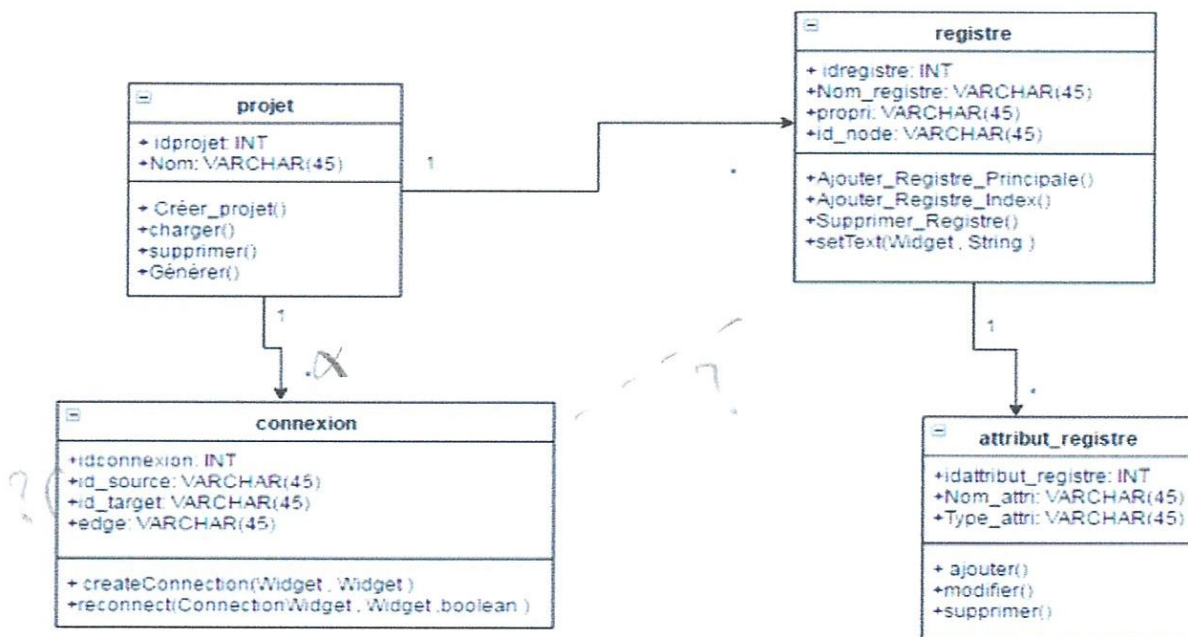 projet
+ idprojet: INT
+Nom: VARCHAR(45)
+ Créer_projet()
+charger()
+supprimer()
+Générer()
1
1
registre
+ idregistre: INT
+Nom_registre: VARCHAR(45)
+propri: VARCHAR(45)
+id_node: VARCHAR(45)
+Ajouter_Registre_Principale()
+Ajouter_Registre_Index()
+Supprimer_Registre()
+setText(Widget , String )
1
connexion
+idconnexion: INT
+id_source: VARCHAR(45)
+id_target: VARCHAR(45)
+edge: VARCHAR(45)
+ createConnection(Widget , Widget )
+reconnect(ConnectionWidget , Widget ,boolean )
attribut_registre
+idattribut_registre: INT
+Nom_attri: VARCHAR(45)
+Type_attri: VARCHAR(45)
+ ajouter()
+modifier()
+supprimer()
?
?